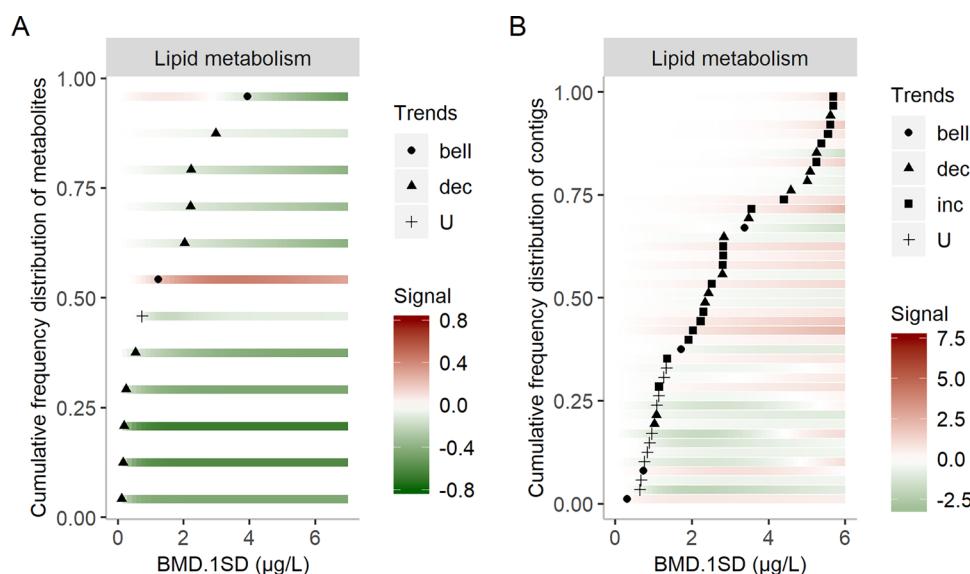 A
Lipid metabolism
Cumulative frequency distribution of metabolites
1.00
0.75
0.50
0.25
0.00
0
2
4
6
BMD.1SD (µg/L)
Trends
bell
dec
U
Signal
0.8
0.4
0.0
-0.4
-0.8
B
Lipid metabolism
Cumulative frequency distribution of contigs
1.00
0.75
0.50
0.25
0.00
0
2
4
6
BMD.1SD (µg/L)
Trends
bell
dec
inc
U
Signal
7.5
5.0
2.5
0.0
-2.5